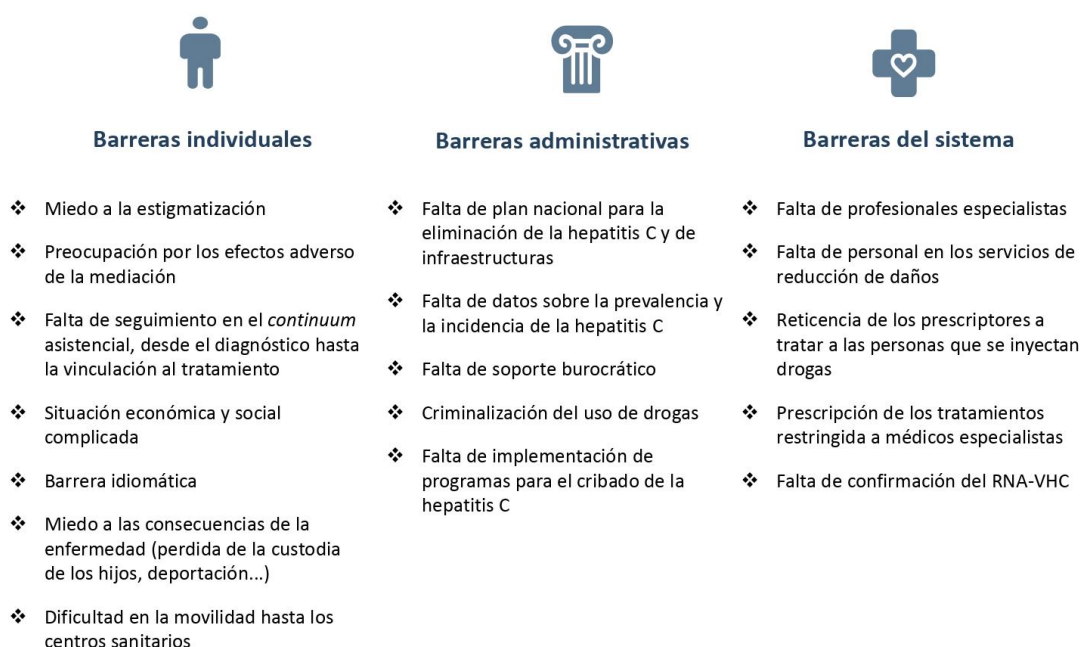 Barreras individuales
Miedo a la estigmatización
Preocupación por los efectos adverso
de la mediación
Falta de seguimiento en el continuum
asistencial, desde el diagnóstico hasta
la vinculación al tratamiento
Situación económica y social
complicada
Barrera idiomática
Miedo a las consecuencias de la
enfermedad (perdida de la custodia
de los hijos, deportación...)
Dificultad en la movilidad hasta los
centros sanitarios
Barreras administrativas
Falta de plan nacional para la
eliminación de la hepatitis C y de
infraestructuras
Falta de datos sobre la prevalencia y
la incidencia de la hepatitis C
Falta de soporte burocrático
Criminalización del uso de drogas
Falta de implementación de
programas para el cribado de la
hepatitis C
Barreras del sistema
Falta de profesionales especialistas
Falta de personal en los servicios de
reducción de daños
Reticencia de los prescriptores a
tratar a las personas que se inyectan
drogas
Prescripción de los tratamientos
restringida a médicos especialistas
Falta de confirmación del RNA-VHC